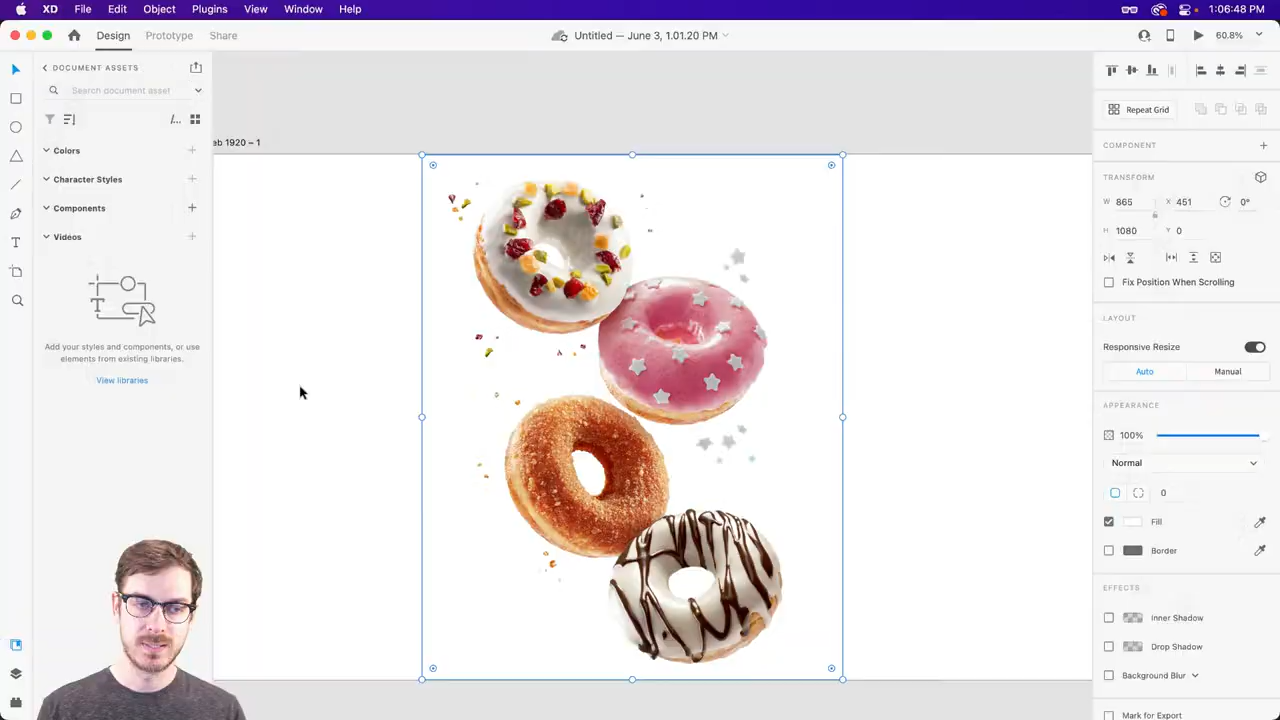 XD File Edit Object Plugins View Window Help 1:06:48 PM
Design Prototype Share Untitled — June 3, 1.01.20 PM 60.8%
DOCUMENT ASSETS
Search document asset
Colors
Character Styles
Components
Videos
Add your styles and components, or use
elements from existing libraries.
View libraries
eb 1920 – 1
Repeat Grid
COMPONENT
TRANSFORM
W 865 X 451 0°
H 1080 Y 0
Fix Position When Scrolling
LAYOUT
Responsive Resize
Auto Manual
APPEARANCE
100%
Normal
0
Fill
Border
EFFECTS
Inner Shadow
Drop Shadow
Background Blur
Mark for Export